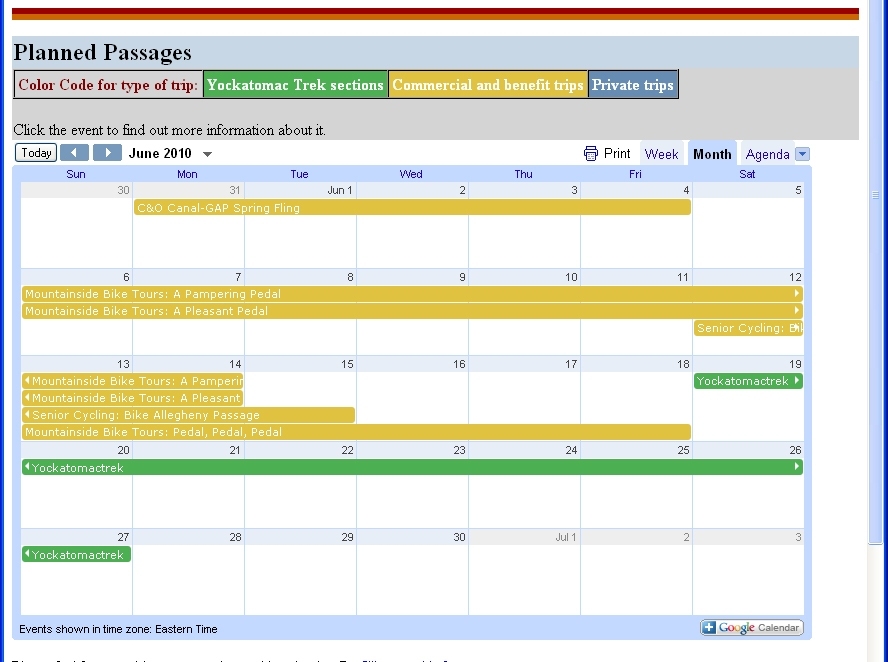 Planned Passages
Color Code for type of trip: Yockatomac Trek sections Commercial and benefit trips Private trips
Click the event to find out more information about it.
Today June 2010 Print Week Month Agenda
Sun Mon Tue Wed Thu Fri Sat
30 31 Jun 1 2 3 4 5
C&O Canal-GAP Spring Fling
6 7 8 9 10 11 12
Mountainside Bike Tours: A Pampering Pedal
Mountainside Bike Tours: A Pleasant Pedal
Senior Cycling:
13 14 15 16 17 18 19
Mountainside Bike Tours: A Pamperin Yockatomactrek
Mountainside Bike Tours: A Pleasant
Senior Cycling: Bike Allegheny Passage
Mountainside Bike Tours: Pedal, Pedal, Pedal
20 21 22 23 24 25 26
Yockatomactrek
27 28 29 30 Jul 1 2 3
Yockatomactrek
Events shown in time zone: Eastern Time Google Calendar